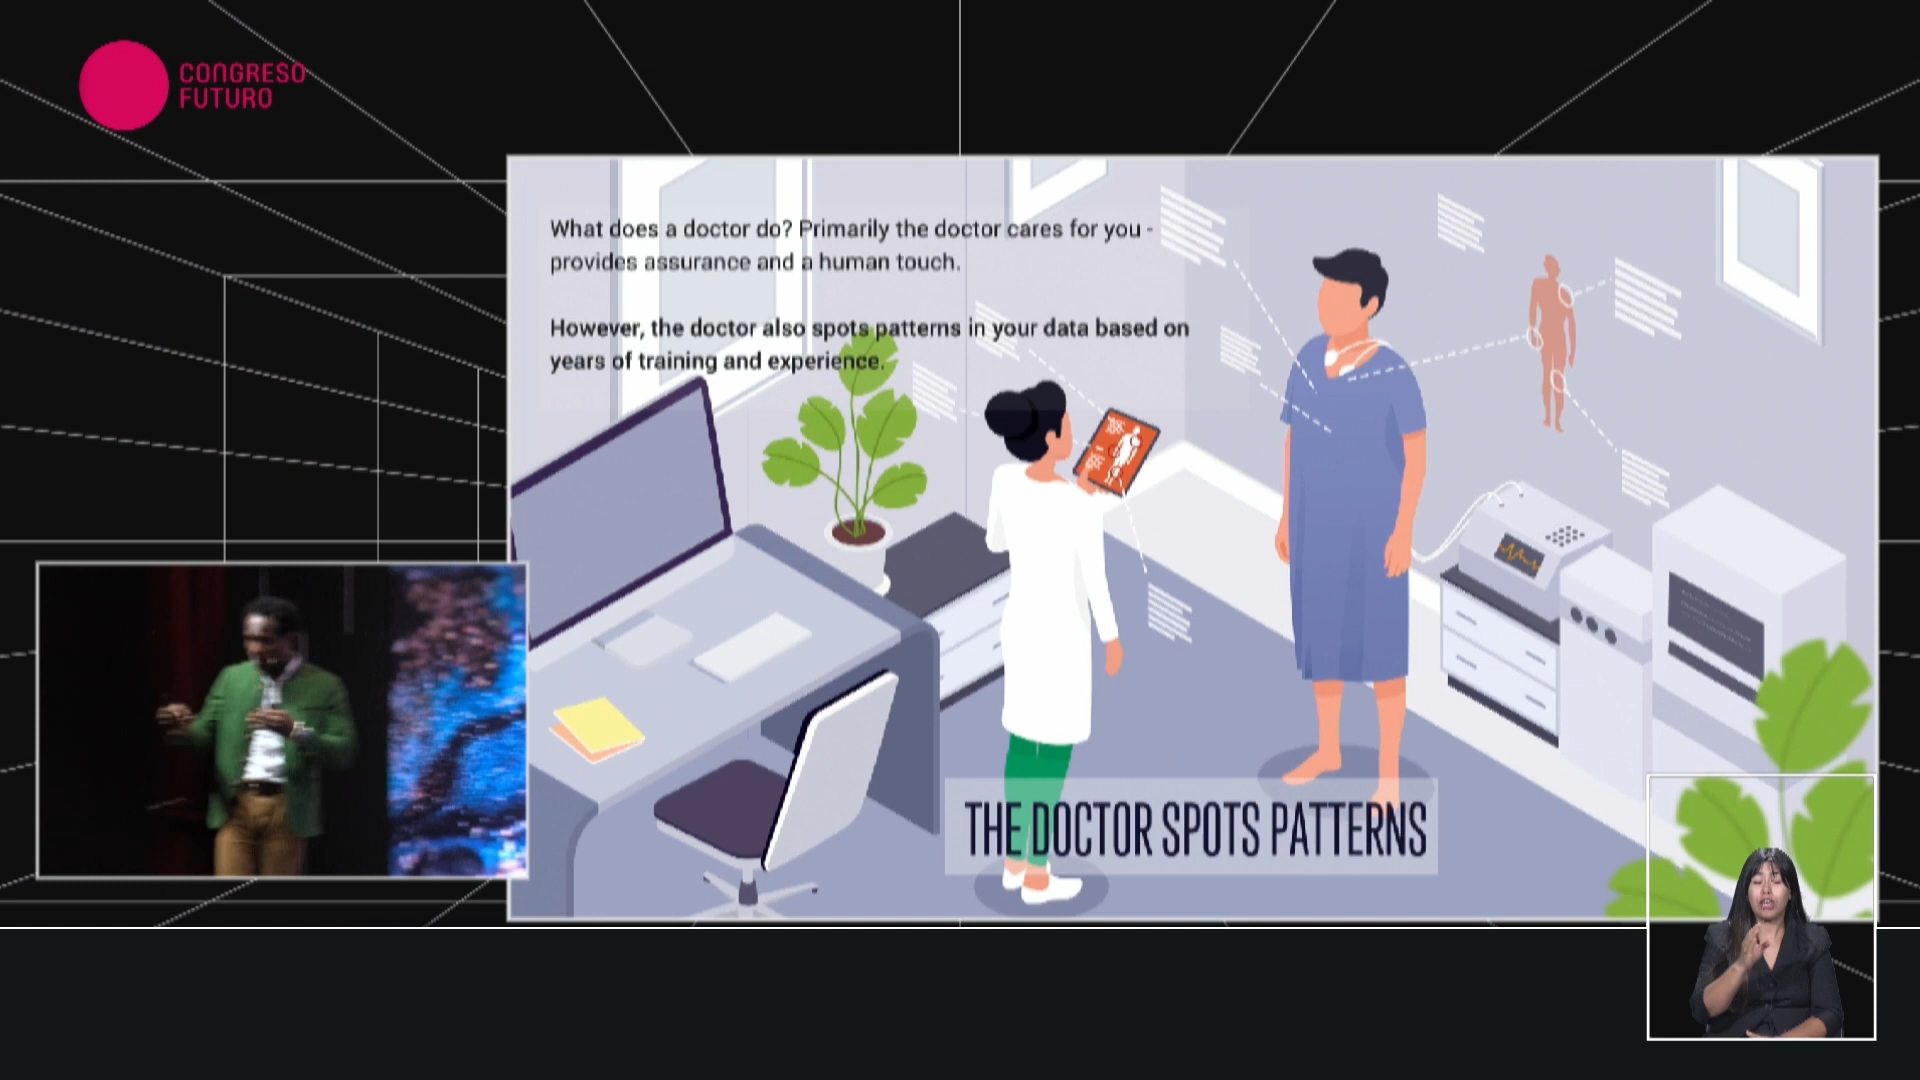 CONGRESO
FUTURO
What does a doctor do? Primarily the doctor cares for you -
provides assurance and a human touch.
However, the doctor also spots patterns in your data based on
years of training and experience.
THE DOCTOR SPOTS PATTERNS